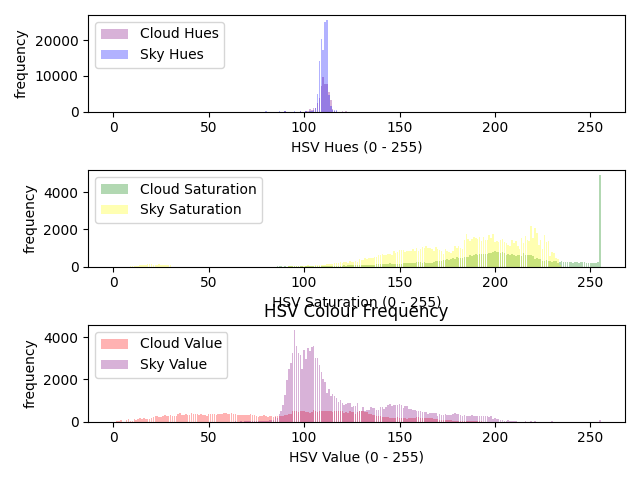 frequency
20000
10000
0
Cloud Hues
Sky Hues
0 50 100 150 200 250
HSV Hues (0 - 255)
frequency
4000
2000
0
Cloud Saturation
Sky Saturation
0 50 100 150 200 250
HSV Saturation (0 - 255)
HSV Colour Frequency
frequency
4000
2000
0
Cloud Value
Sky Value
0 50 100 150 200 250
HSV Value (0 - 255)